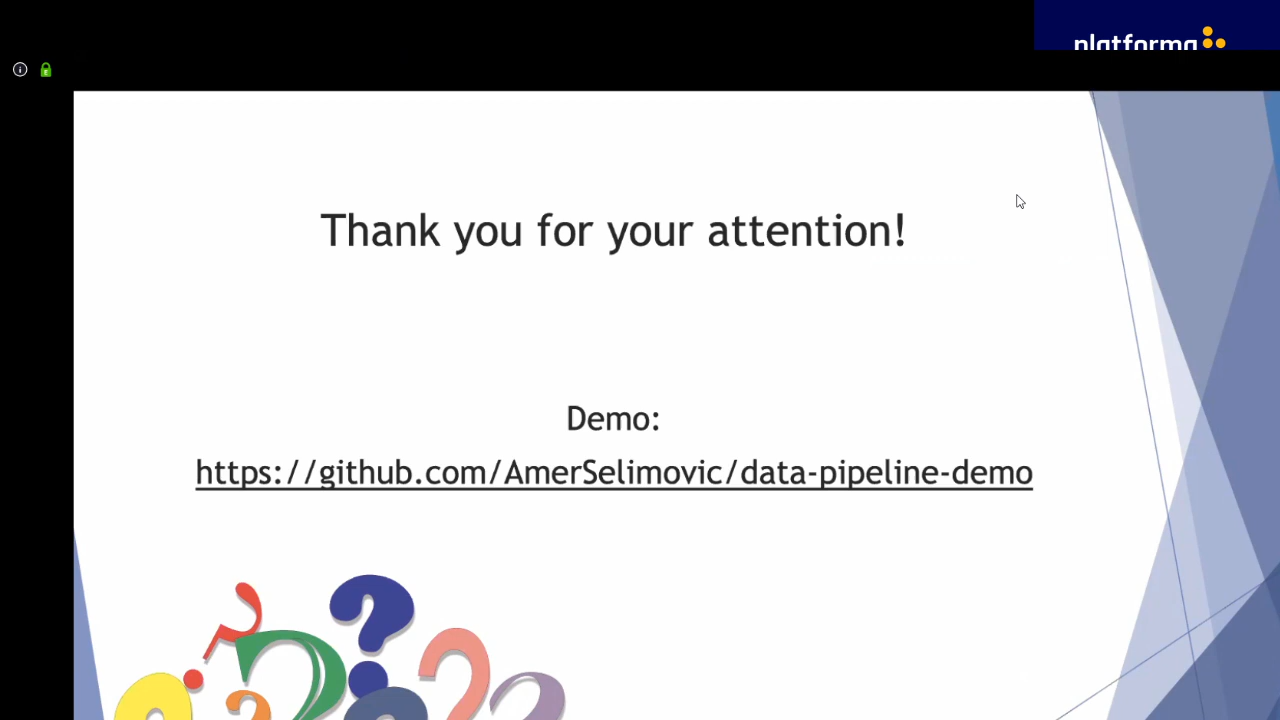 platforma
Thank you for your attention!
Demo:
https://github.com/AmerSelimovic/data-pipeline-demo